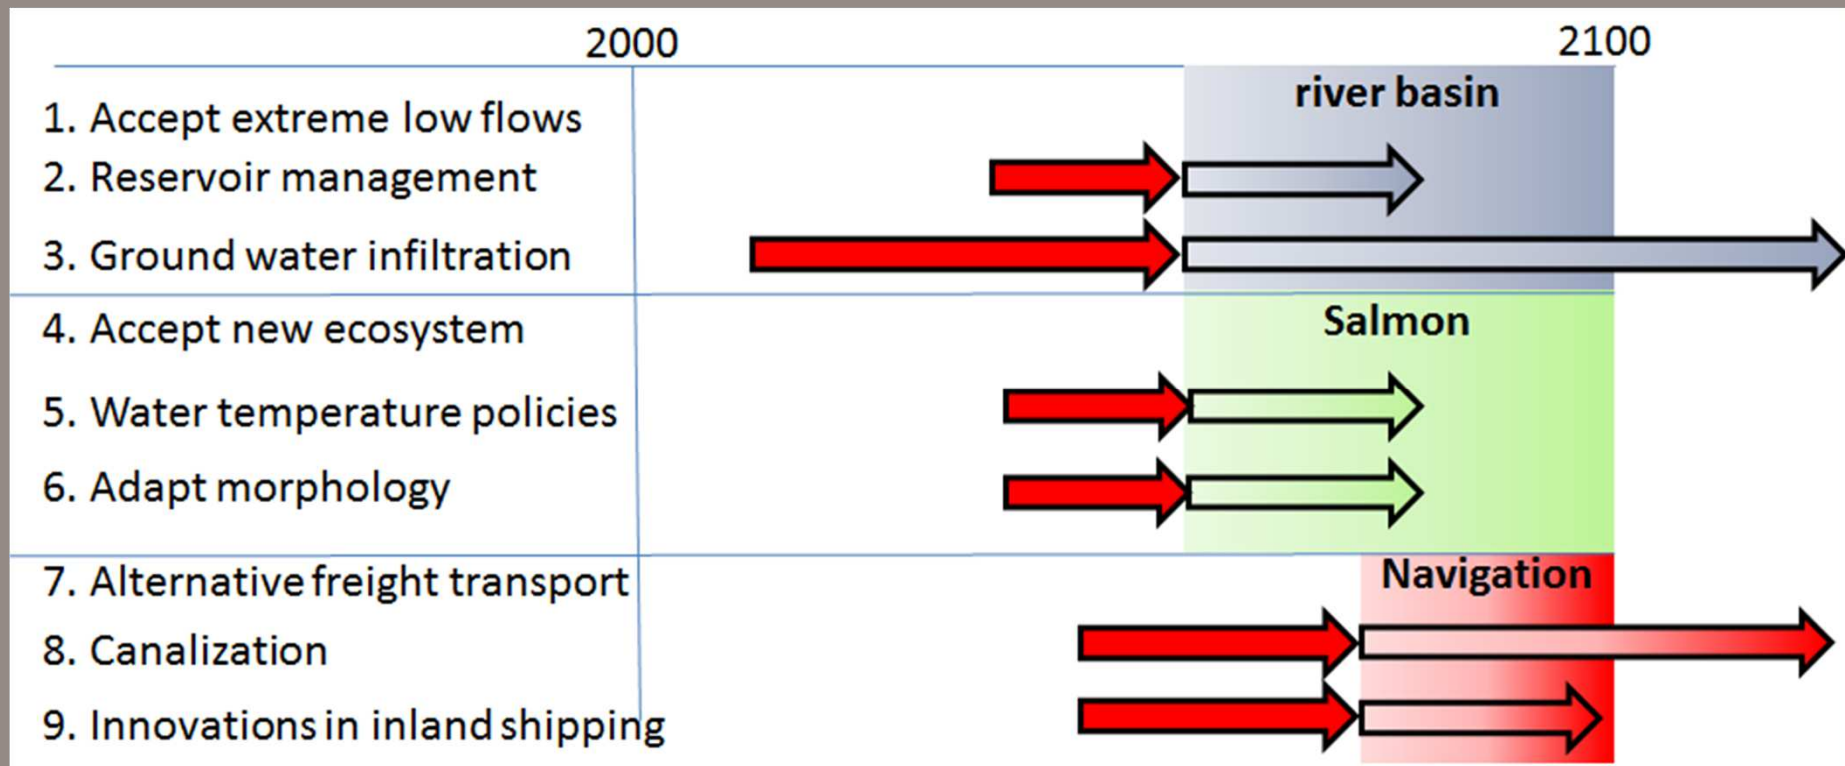 2000
2100
river basin
1. Accept extreme low flows
2. Reservoir management
3. Ground water infiltration
Salmon
4. Accept new ecosystem
5. Water temperature policies
6. Adapt morphology
Navigation
7. Alternative freight transport
8. Canalization
9. Innovations in inland shipping